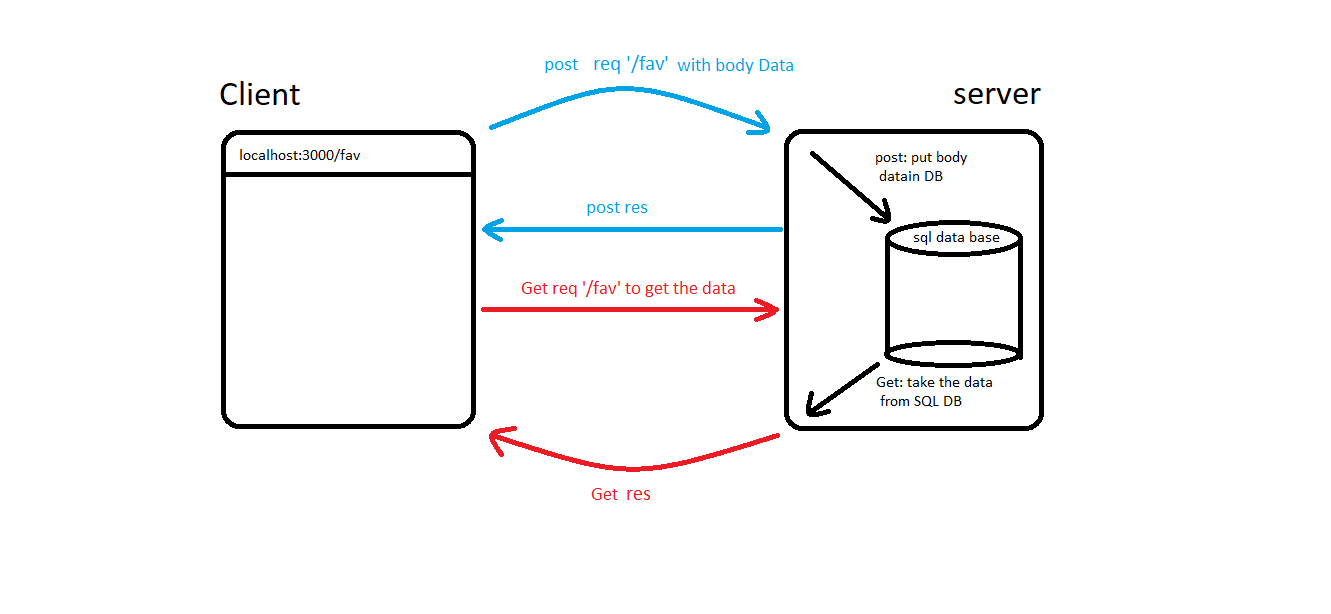 post req '/fav' with body Data
Client
server
localhost:3000/fav
post: put body
datain DB
post res
sql data base
Get req '/fav' to get the data
Get: take the data
from SQL DB
Get res